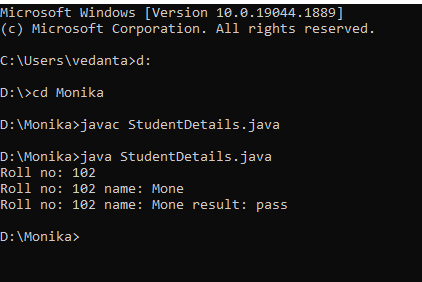 Microsoft Windows [Version 10.0.19044.1889]
(c) Microsoft Corporation. All rights reserved.
C:\Users\vedanta>d:
D:\>cd Monika
D:\Monika>javac StudentDetails.java
D:\Monika>java StudentDetails.java
Roll no: 102
Roll no: 102 name: Mone
Roll no: 102 name: Mone result: pass
D:\Monika>